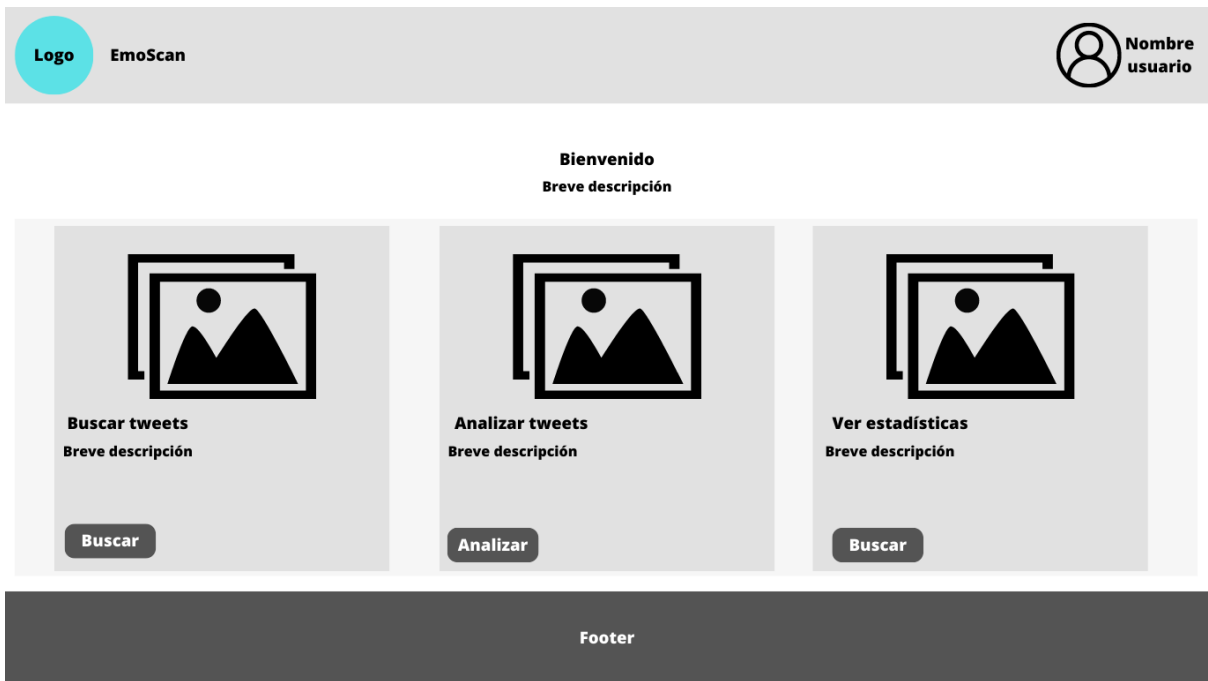 Logo
EmoScan
Nombre
usuario
Bienvenido
Breve descripción
Buscar tweets
Breve descripción
Buscar
Analizar tweets
Breve descripción
Analizar
Ver estadísticas
Breve descripción
Buscar
Footer